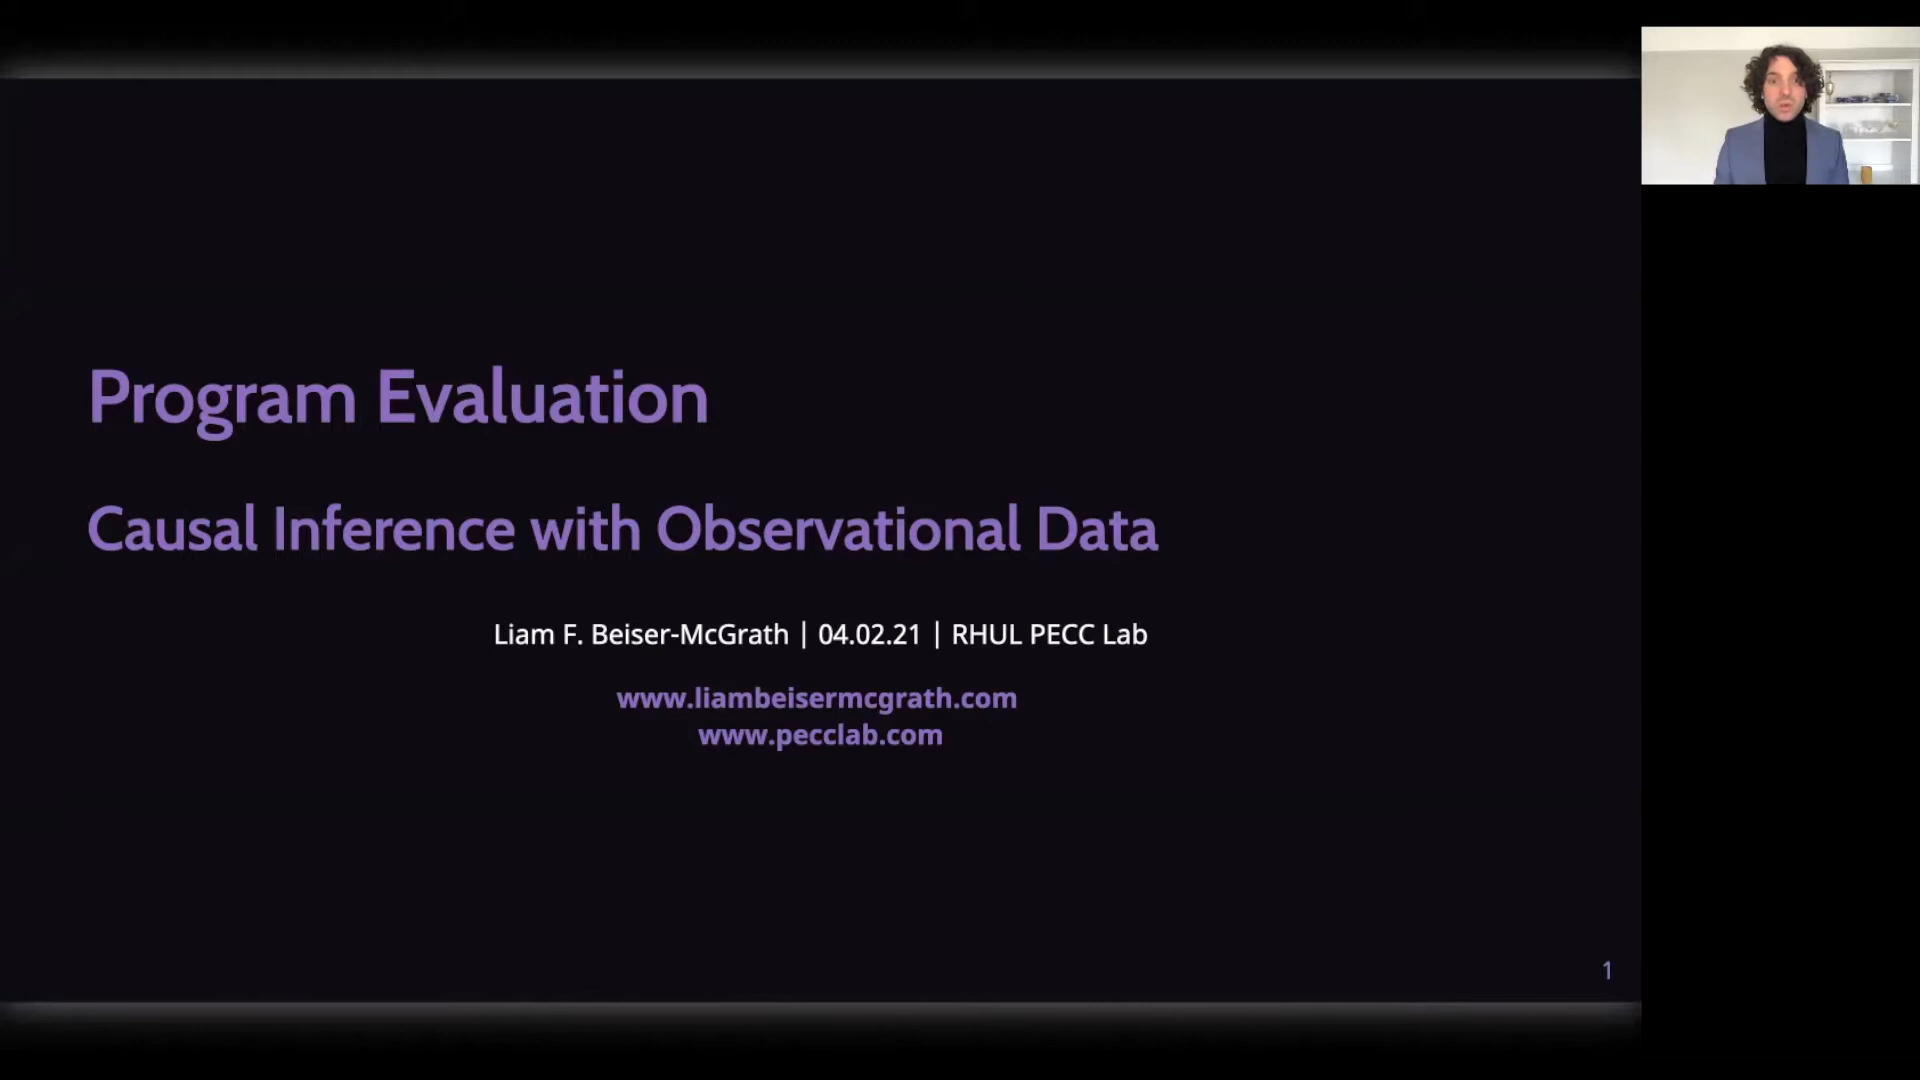 Program Evaluation
Causal Inference with Observational Data
Liam F. Beiser-McGrath | 04.02.21 | RHUL PECC Lab
www.liambeisermcgrath.com
www.pecclab.com
1